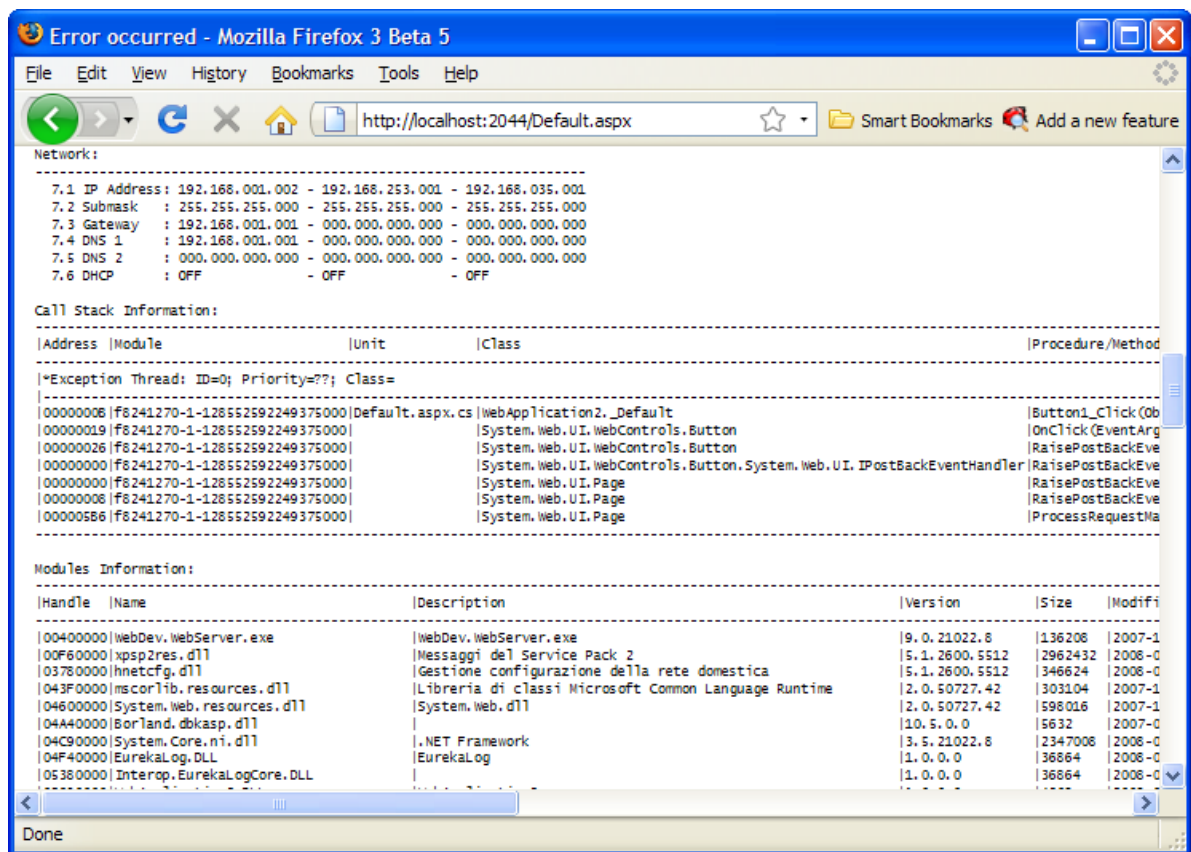 Error occurred - Mozilla Firefox 3 Beta 5
File Edit View History Bookmarks Tools Help
http://localhost:2044/Default.aspx Smart Bookmarks Add a new feature
Network:
-----------------------------------------------------------------------
7.1 IP Address: 192.168.001.002 - 192.168.253.001 - 192.168.035.001
7.2 Submask : 255.255.255.000 - 255.255.255.000 - 255.255.255.000
7.3 Gateway : 192.168.001.001 - 000.000.000.000 - 000.000.000.000
7.4 DNS 1 : 192.168.001.001 - 000.000.000.000 - 000.000.000.000
7.5 DNS 2 : 000.000.000.000 - 000.000.000.000 - 000.000.000.000
7.6 DHCP : OFF - OFF - OFF
Call Stack Information:
|Address |Module |Unit |Class |Procedure/Method
|*Exception Thread: ID=0; Priority=??; Class=
|0000000B|f8241270-1-128552592249375000|Default.aspx.cs|WebApplication2._Default |Button1_Click(Ob
|00000019|f8241270-1-128552592249375000| |System.Web.UI.WebControls.Button |OnClick(EventArg
|00000026|f8241270-1-128552592249375000| |System.Web.UI.WebControls.Button |RaisePostBackEve
|00000000|f8241270-1-128552592249375000| |System.Web.UI.WebControls.Button.System.Web.UI.IPostBackEventHandler|RaisePostBackEve
|00000000|f8241270-1-128552592249375000| |System.Web.UI.Page |RaisePostBackEve
|00000008|f8241270-1-128552592249375000| |System.Web.UI.Page |RaisePostBackEve
|000005B6|f8241270-1-128552592249375000| |System.Web.UI.Page |ProcessRequestMa
Modules Information:
|Handle |Name |Description |Version |Size |Modifi
|00400000|WebDev.WebServer.exe |WebDev.WebServer.exe |9.0.21022.8 |136208 |2007-1
|00F60000|xpsp2res.dll |Messaggi del Service Pack 2 |5.1.2600.5512 |2962432 |2008-0
|03780000|hnetcfg.dll |Gestione configurazione della rete domestica |5.1.2600.5512 |346624 |2008-0
|043F0000|mscorlib.resources.dll |Libreria di classi Microsoft Common Language Runtime |2.0.50727.42 |303104 |2007-1
|04600000|System.Web.resources.dll |System.Web.dll |2.0.50727.42 |598016 |2007-1
|04A40000|Borland.dbkasp.dll | |10.5.0.0 |5632 |2007-0
|04C90000|System.Core.ni.dll |.NET Framework |3.5.21022.8 |2347008 |2008-0
|04F40000|EurekaLog.DLL |EurekaLog |1.0.0.0 |36864 |2008-0
|05380000|Interop.EurekaLogCore.DLL | |1.0.0.0 |36864 |2008-0
Done